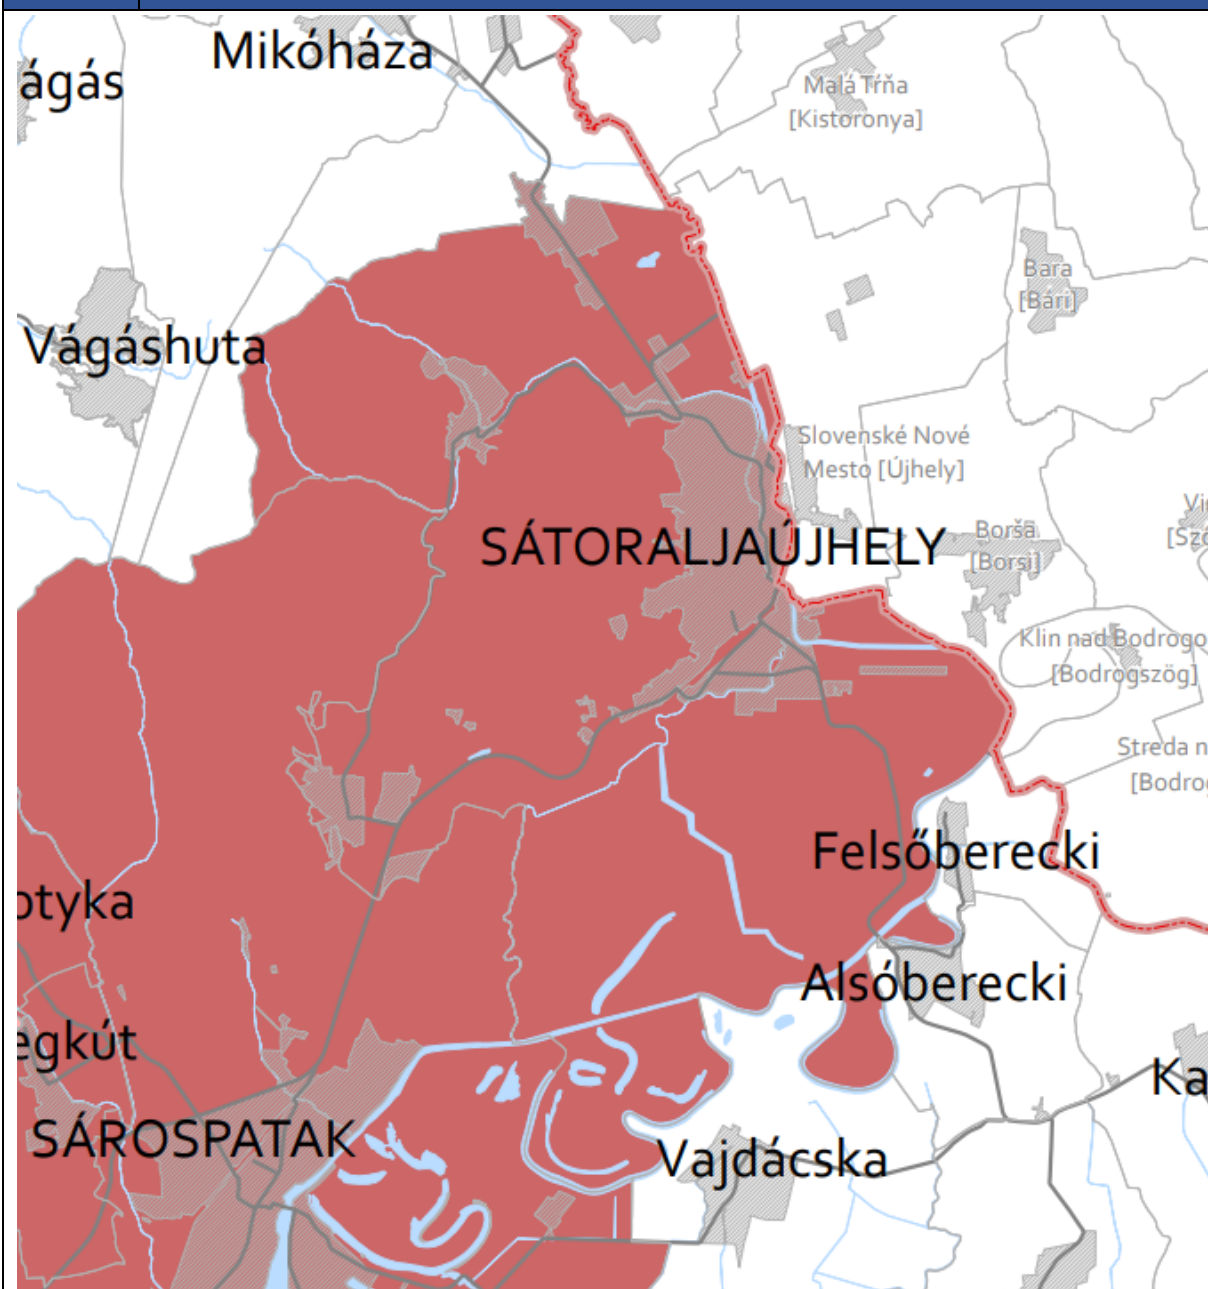 Mikóháza
ágás
Malá Tŕňa
[Kistoronya]
Bara
[Bári]
Vágáshuta
Slovenské Nové
Mesto [Újhely]
SÁTORALJAÚJHELY
Borša
[Borsi]
Klin nad Bodrogo
[Bodrogszög]
Streda n
[Bodro
Felsőberecki
otyka
Alsóberecki
egkút
Ka
SÁROSPATAK
Vajdácska